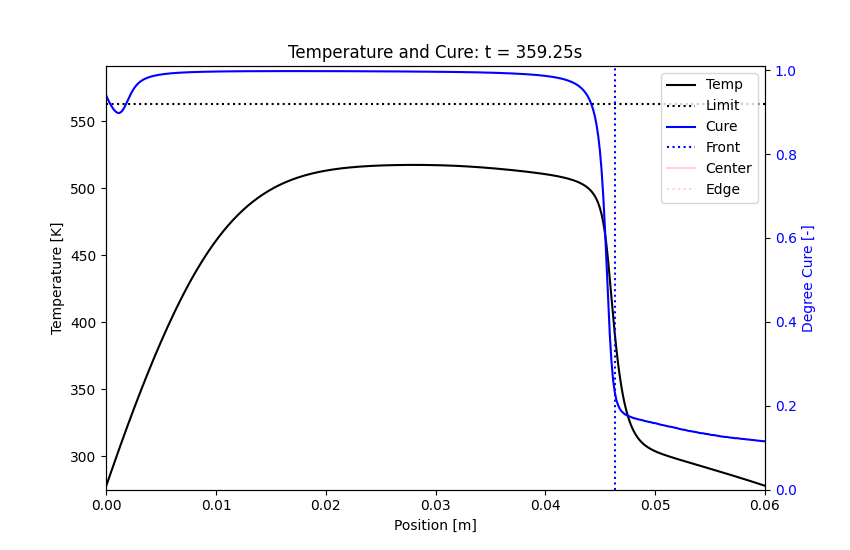 Temperature and Cure: t = 359.25s
Temp
Limit
Cure
Front
Center
Edge
550
500
450
400
350
300
Temperature [K]
1.0
0.8
0.6
0.4
0.2
0.0
Degree Cure [-]
0.00 0.01 0.02 0.03 0.04 0.05 0.06
Position [m]